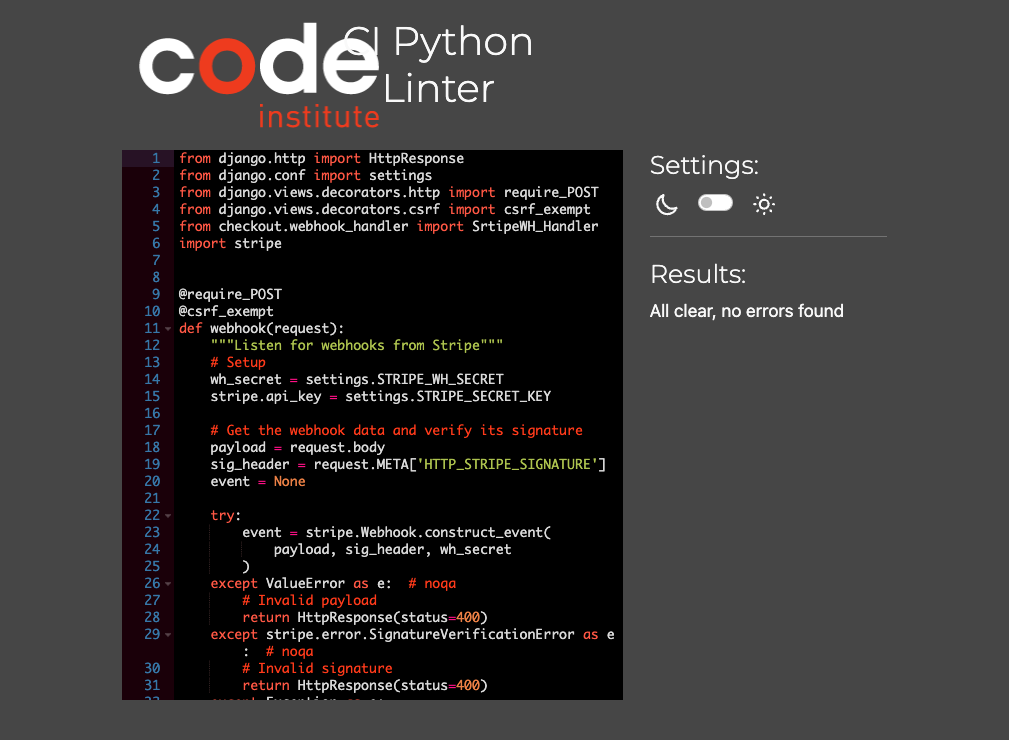 code
institute
CI Python
Linter
1 from django.http import HttpResponse
2 from django.conf import settings
3 from django.views.decorators.http import require_POST
4 from django.views.decorators.csrf import csrf_exempt
5 from checkout.webhook_handler import SrtipeWH_Handler
6 import stripe
7
8
9 @require_POST
10 @csrf_exempt
11 def webhook(request):
12 """Listen for webhooks from Stripe"""
13 # Setup
14 wh_secret = settings.STRIPE_WH_SECRET
15 stripe.api_key = settings.STRIPE_SECRET_KEY
16
17 # Get the webhook data and verify its signature
18 payload = request.body
19 sig_header = request.META['HTTP_STRIPE_SIGNATURE']
20 event = None
21
22 try:
23 event = stripe.Webhook.construct_event(
24 payload, sig_header, wh_secret
25 )
26 except ValueError as e:  # noqa
27 # Invalid payload
28 return HttpResponse(status=400)
29 except stripe.error.SignatureVerificationError as e
:  # noqa
30 # Invalid signature
31 return HttpResponse(status=400)
Settings:
Results:
All clear, no errors found